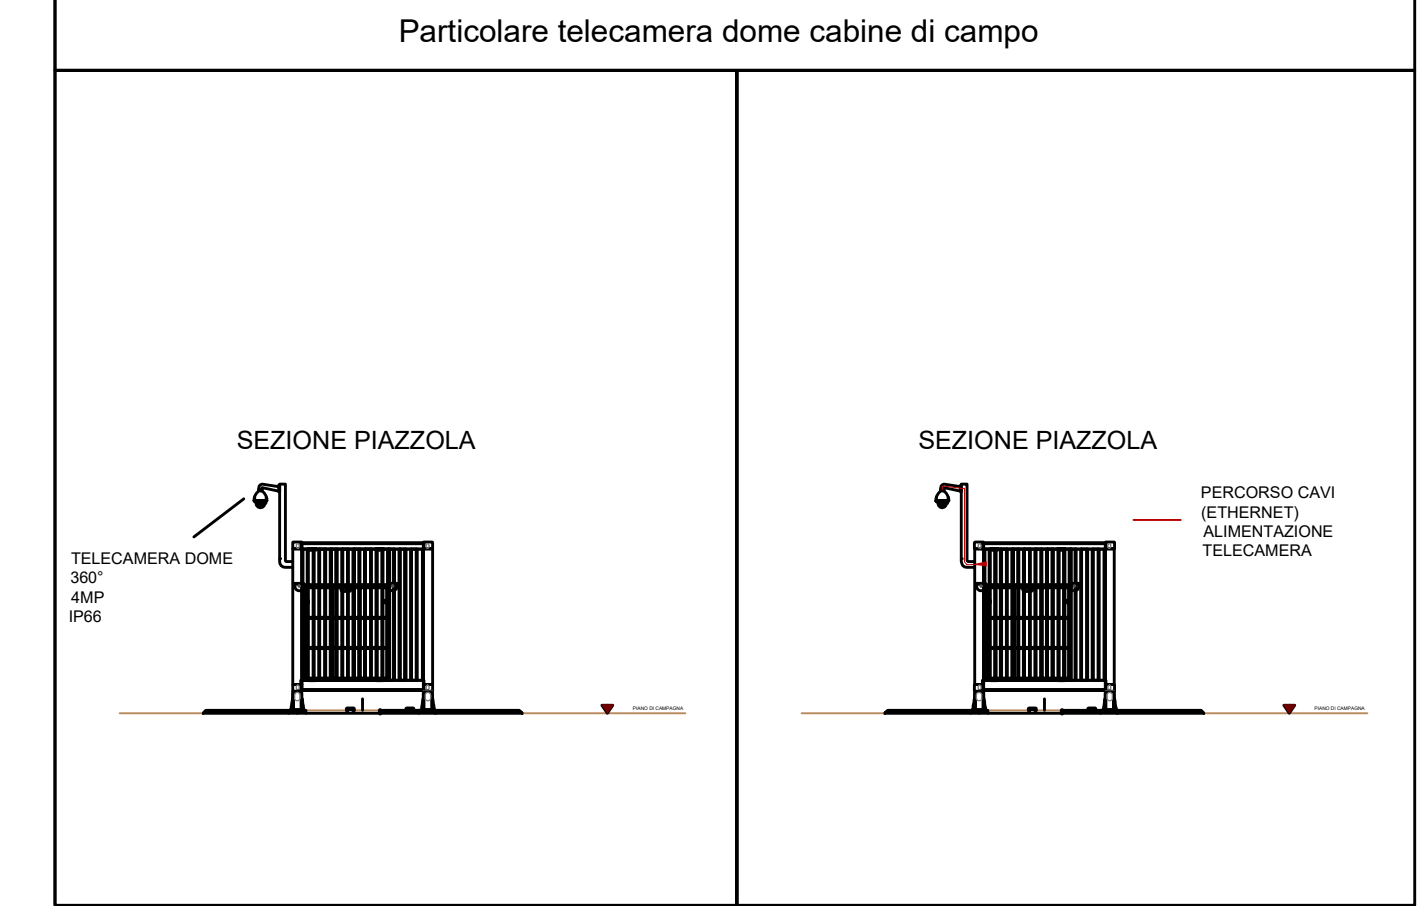 Particolare telecamera dome cabine di campo
SEZIONE PIAZZOLA
TELECAMERA DOME
360°
4MP
IP66
PIANO DI CAMPAGNA
SEZIONE PIAZZOLA
PERCORSO CAVI
(ETHERNET)
ALIMENTAZIONE
TELECAMERA
PIANO DI CAMPAGNA